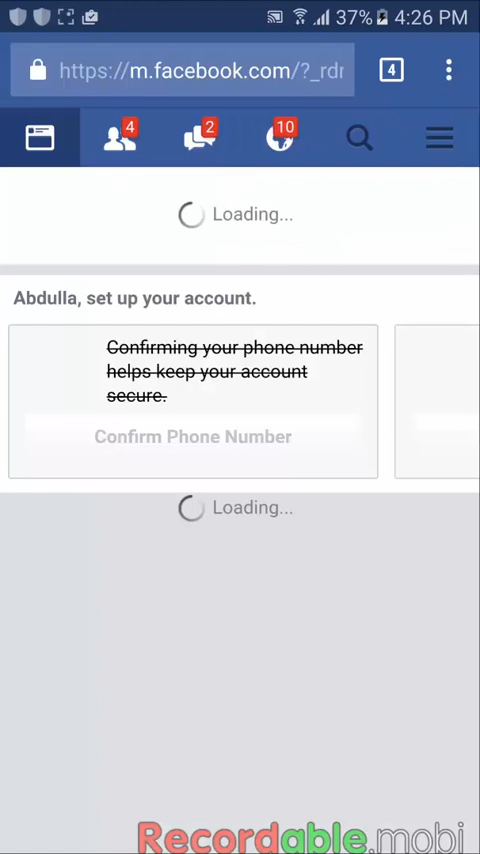 37% 4:26 PM
https://m.facebook.com/?_rdr
4
4
2
10
Loading...
Abdulla, set up your account.
Confirming your phone number
helps keep your account
secure.
Confirm Phone Number
Loading...
Recordable.mobi